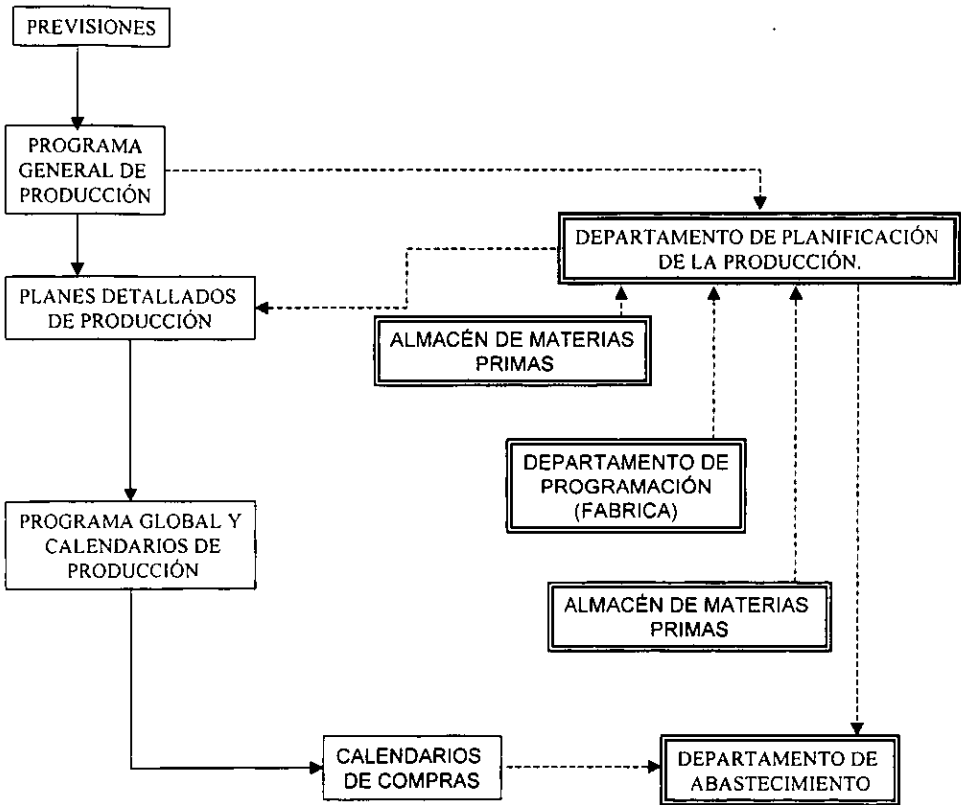 PREVISIONES
PROGRAMA
GENERAL DE
PRODUCCIÓN
DEPARTAMENTO DE PLANIFICACIÓN
DE LA PRODUCCIÓN.
PLANES DETALLADOS
DE PRODUCCIÓN
ALMACÉN DE MATERIAS
PRIMAS
DEPARTAMENTO DE
PROGRAMACIÓN
(FABRICA)
PROGRAMA GLOBAL Y
CALENDARIOS DE
PRODUCCIÓN
ALMACÉN DE MATERIAS
PRIMAS
CALENDARIOS
DE COMPRAS
DEPARTAMENTO DE
ABASTECIMIENTO